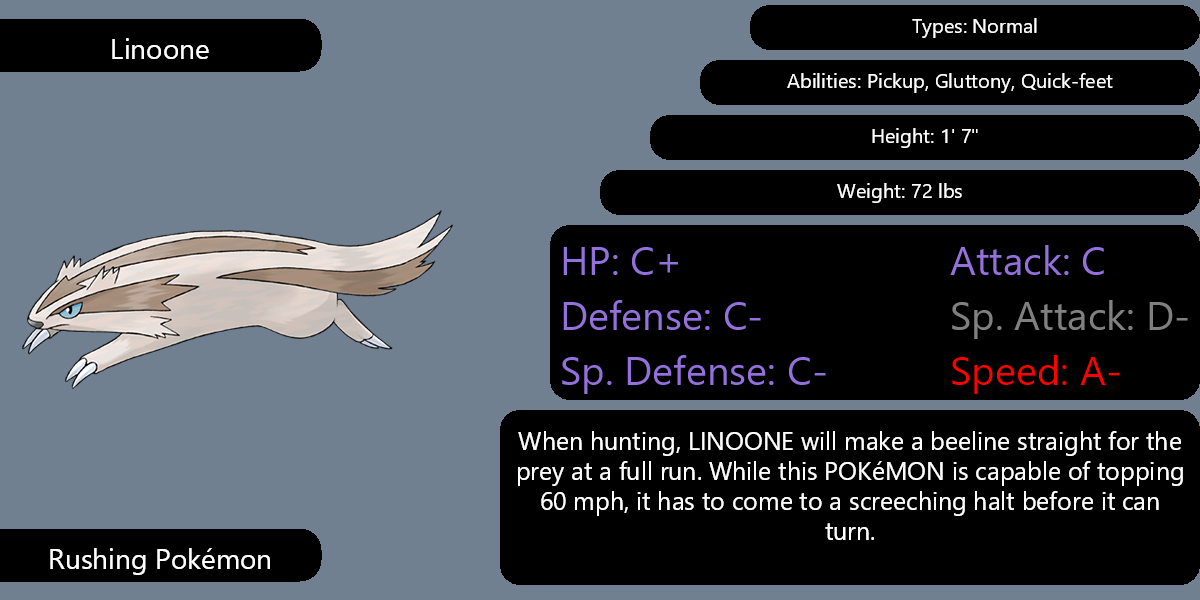 Linoone
Types: Normal
Abilities: Pickup, Gluttony, Quick-feet
Height: 1' 7"
Weight: 72 lbs
HP: C+
Attack: C
Defense: C-
Sp. Attack: D-
Sp. Defense: C-
Speed: A-
When hunting, LINOONE will make a beeline straight for the
prey at a full run. While this POKéMON is capable of topping
60 mph, it has to come to a screeching halt before it can
turn.
Rushing Pokémon